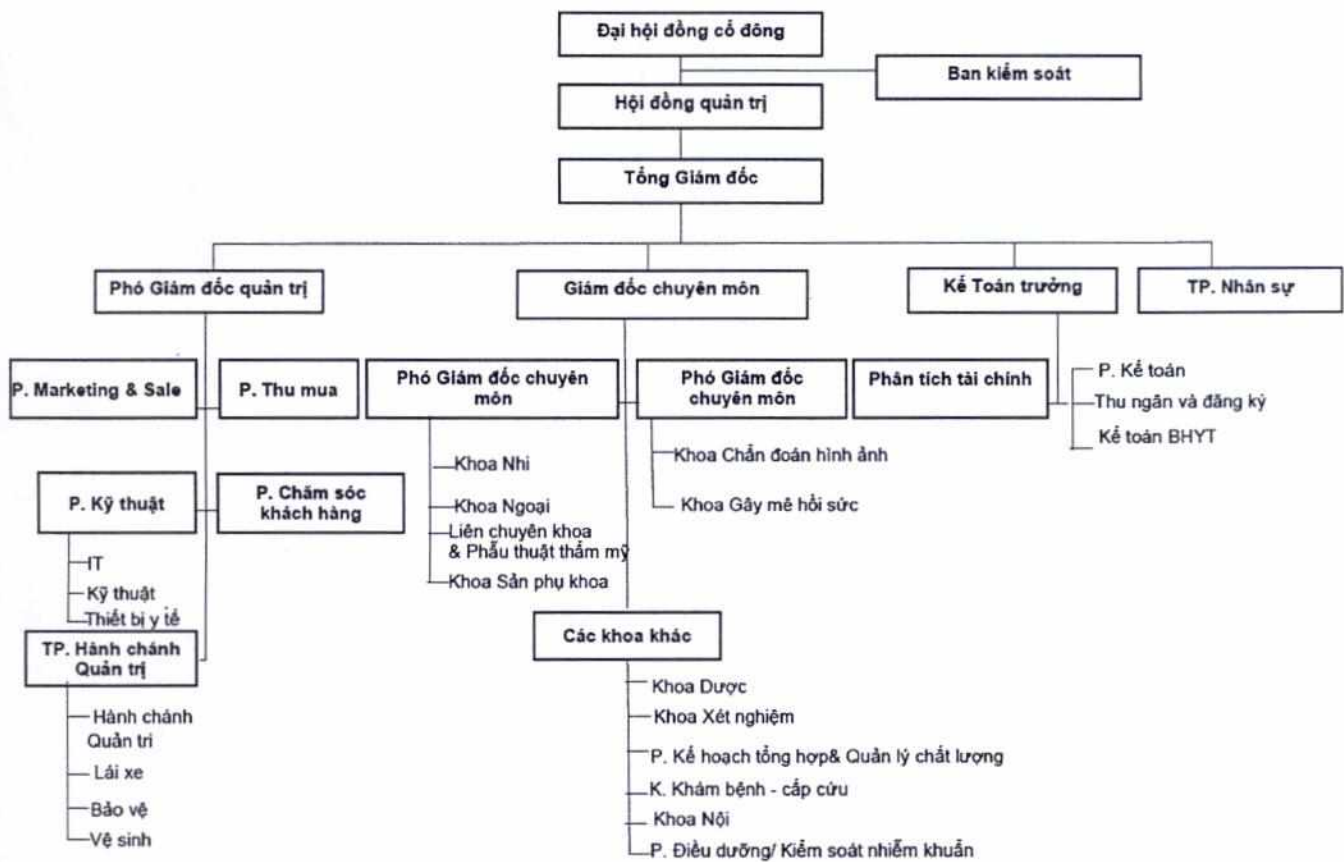 Đại hội đồng cổ đông
Ban kiểm soát
Hội đồng quản trị
Tổng Giám đốc
Phó Giám đốc quản trị
Giám đốc chuyên môn
Kế Toán trưởng
TP. Nhân sự
P. Marketing & Sale
P. Thu mua
Phó Giám đốc chuyên
môn
Phó Giám đốc
chuyên môn
Phân tích tài chính
P. Kế toán
Thu ngân và đăng ký
Kế toán BHYT
Khoa Nhi
Khoa Ngoại
Liên chuyên khoa
& Phẫu thuật thẩm mỹ
Khoa Sản phụ khoa
Khoa Chẩn đoán hình ảnh
Khoa Gây mê hồi sức
P. Kỹ thuật
P. Chăm sóc
khách hàng
IT
Kỹ thuật
Thiết bị y tế
TP. Hành chánh
Quản trị
Hành chánh
Quản tri
Lái xe
Bảo vệ
Vệ sinh
Các khoa khác
Khoa Dược
Khoa Xét nghiệm
P. Kế hoạch tổng hợp& Quản lý chất lượng
K. Khám bệnh - cấp cứu
Khoa Nội
P. Điều dưỡng/ Kiểm soát nhiễm khuẩn